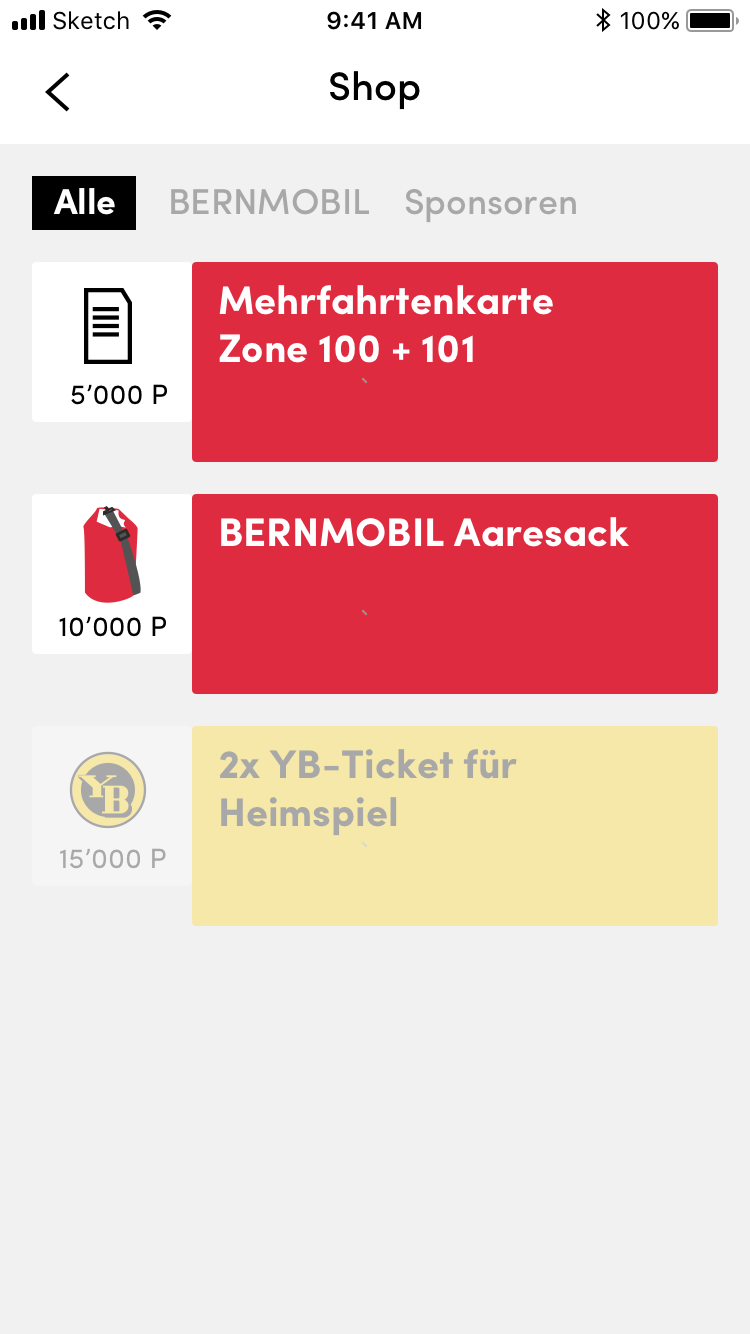 Sketch 9:41 AM 100%
Shop
Alle BERNMOBIL Sponsoren
Mehrfahrtenkarte
Zone 100 + 101
5’000 P
BERNMOBIL Aaresack
10’000 P
2x YB-Ticket für
Heimspiel
YB
15’000 P